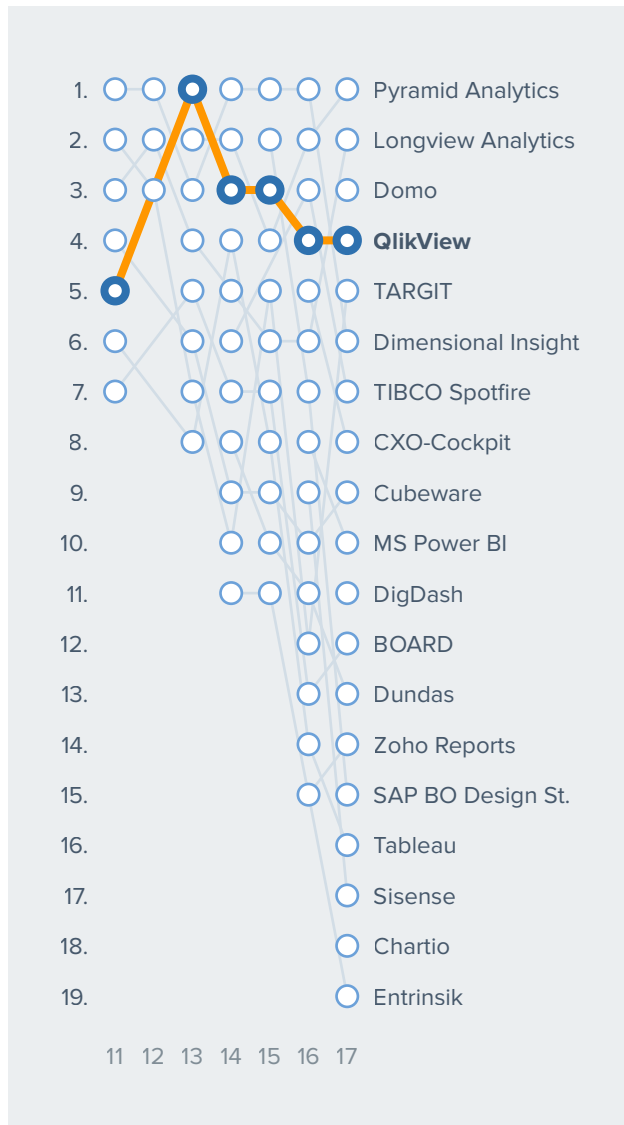 1. Pyramid Analytics
2. Longview Analytics
3. Domo
4. QlikView
5. TARGIT
6. Dimensional Insight
7. TIBCO Spotfire
8. CXO-Cockpit
9. Cubeware
10. MS Power BI
11. DigDash
12. BOARD
13. Dundas
14. Zoho Reports
15. SAP BO Design St.
16. Tableau
17. Sisense
18. Chartio
19. Entrinsik
11 12 13 14 15 16 17